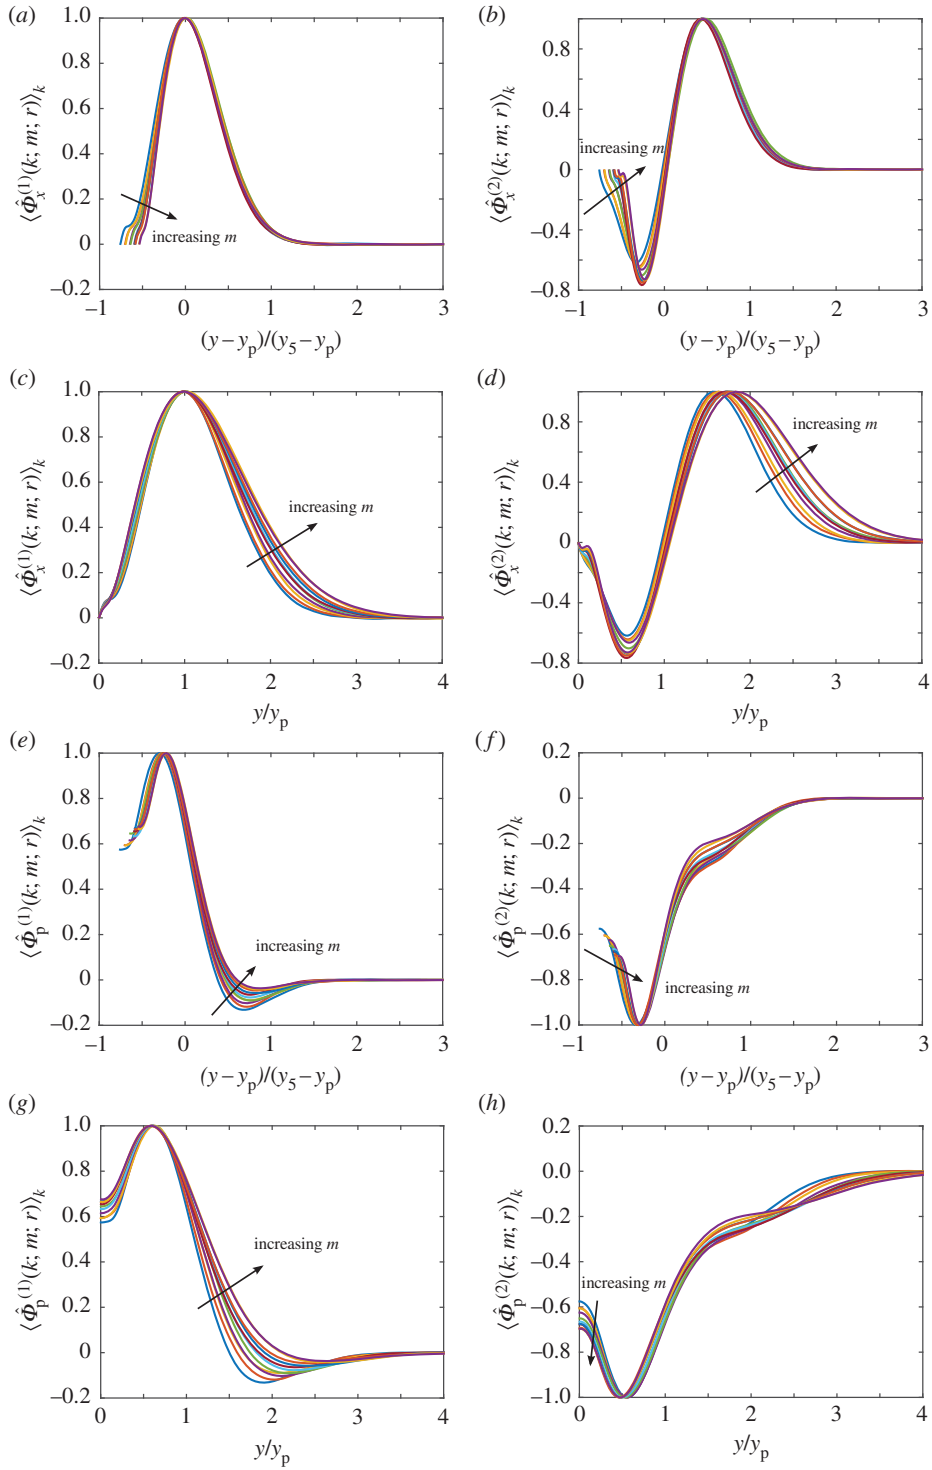 (a)
1.0
0.8
0.6
0.4
0.2
0
−0.2
⟨Φ̂x(1)(k; m; r)⟩k
increasing m
−1 0 1 2 3
(y − yp)/(y5 − yp)
(b)
1.0
0.8
0.4
0
−0.4
−0.8
⟨Φ̂x(2)(k; m; r)⟩k
increasing m
−1 0 1 2 3
(y − yp)/(y5 − yp)
(c)
1.0
0.8
0.6
0.4
0.2
0
−0.2
⟨Φ̂x(1)(k; m; r)⟩k
increasing m
0 1 2 3 4
y/yp
(d)
1.0
0.8
0.4
0
−0.4
−0.8
⟨Φ̂x(2)(k; m; r)⟩k
increasing m
0 1 2 3 4
y/yp
(e)
1.0
0.8
0.6
0.4
0.2
0
−0.2
⟨Φ̂p(1)(k; m; r)⟩k
increasing m
−1 0 1 2 3
(y − yp)/(y5 − yp)
(f)
0.2
0
−0.2
−0.4
−0.6
−0.8
−1.0
⟨Φ̂p(2)(k; m; r)⟩k
increasing m
−1 0 1 2 3
(y − yp)/(y5 − yp)
(g)
1.0
0.8
0.6
0.4
0.2
0
−0.2
⟨Φ̂p(1)(k; m; r)⟩k
increasing m
0 1 2 3 4
y/yp
(h)
0.2
0.0
−0.2
−0.4
−0.6
−0.8
−1.0
⟨Φ̂p(2)(k; m; r)⟩k
increasing m
0 1 2 3 4
y/yp